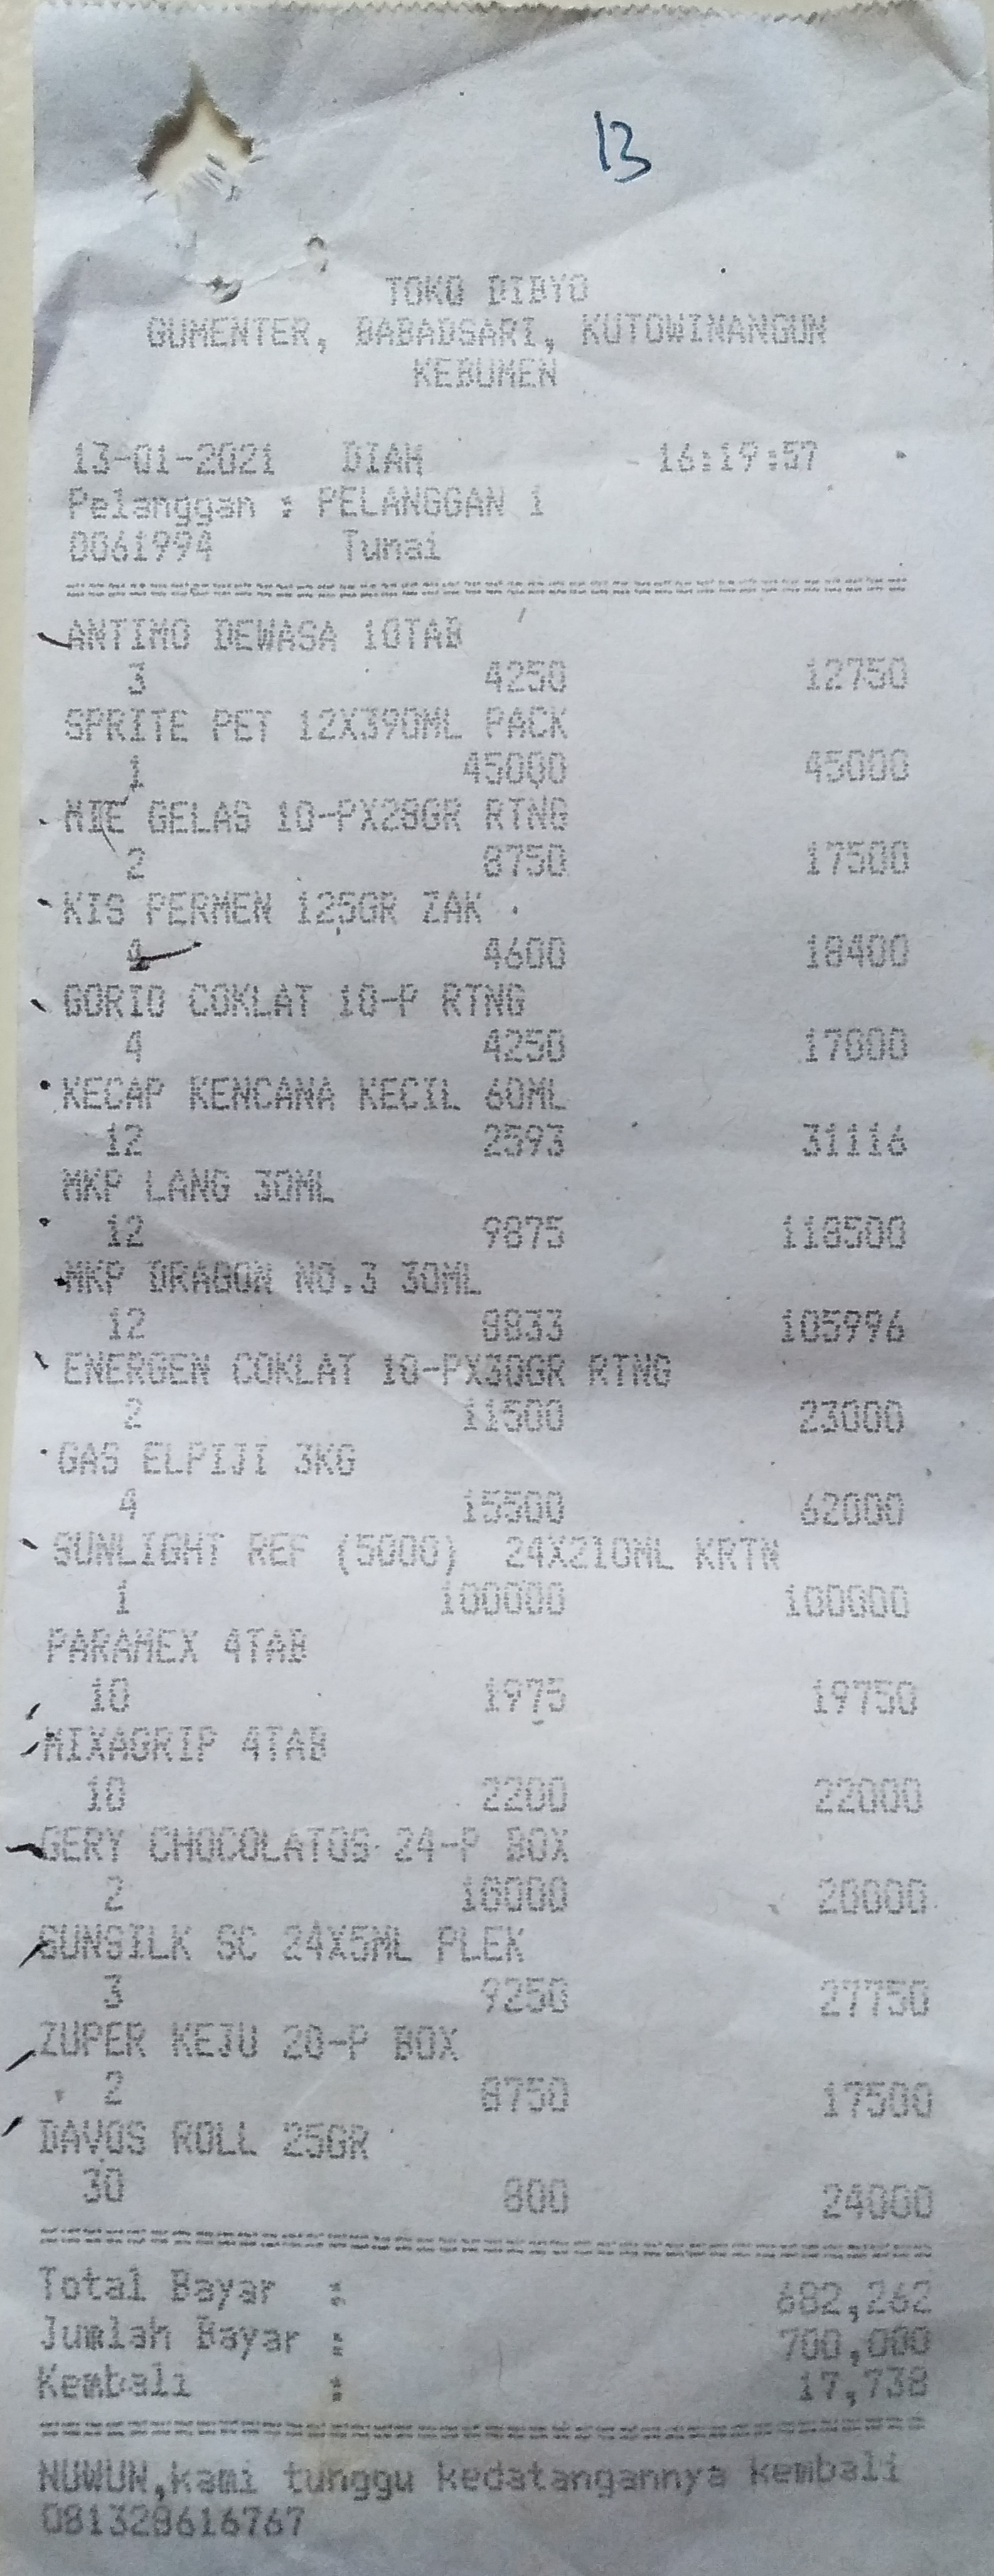 13
TOKO DIBYO
GUMENTER, BABADSARI, KUTOWINANGUN
KEBUMEN
13-01-2021 DIAH 16:19:57
Pelanggan : PELANGGAN 1
0061994 Tunai
ANTIMO DEWASA 10TAB
3 4250 12750
SPRITE PET 12X390ML PACK
1 45000 45000
MIE GELAS 10-PX28GR RTNG
2 8750 17500
KIS PERMEN 125GR ZAK
4 4600 18400
GORIO COKLAT 10-P RTNG
4 4250 17000
KECAP KENCANA KECIL 60ML
12 2593 31116
MKP LANG 30ML
12 9875 118500
MKP DRAGON NO.3 30ML
12 8833 105996
ENERGEN COKLAT 10-PX30GR RTNG
2 11500 23000
GAS ELPIJI 3KG
4 15500 62000
SUNLIGHT REF (5000) 24X210ML KRTN
1 100000 100000
PARAMEX 4TAB
10 1975 19750
MIXAGRIP 4TAB
10 2200 22000
GERY CHOCOLATOS 24-P BOX
2 10000 20000
SUNSILK SC 24X5ML PLEK
3 9250 27750
ZUPER KEJU 20-P BOX
2 8750 17500
DAVOS ROLL 25GR
30 800 24000
Total Bayar : 682,262
Jumlah Bayar : 700,000
Kembali : 17,738
NUWUN,kami tunggu kedatangannya kembali
081328616767